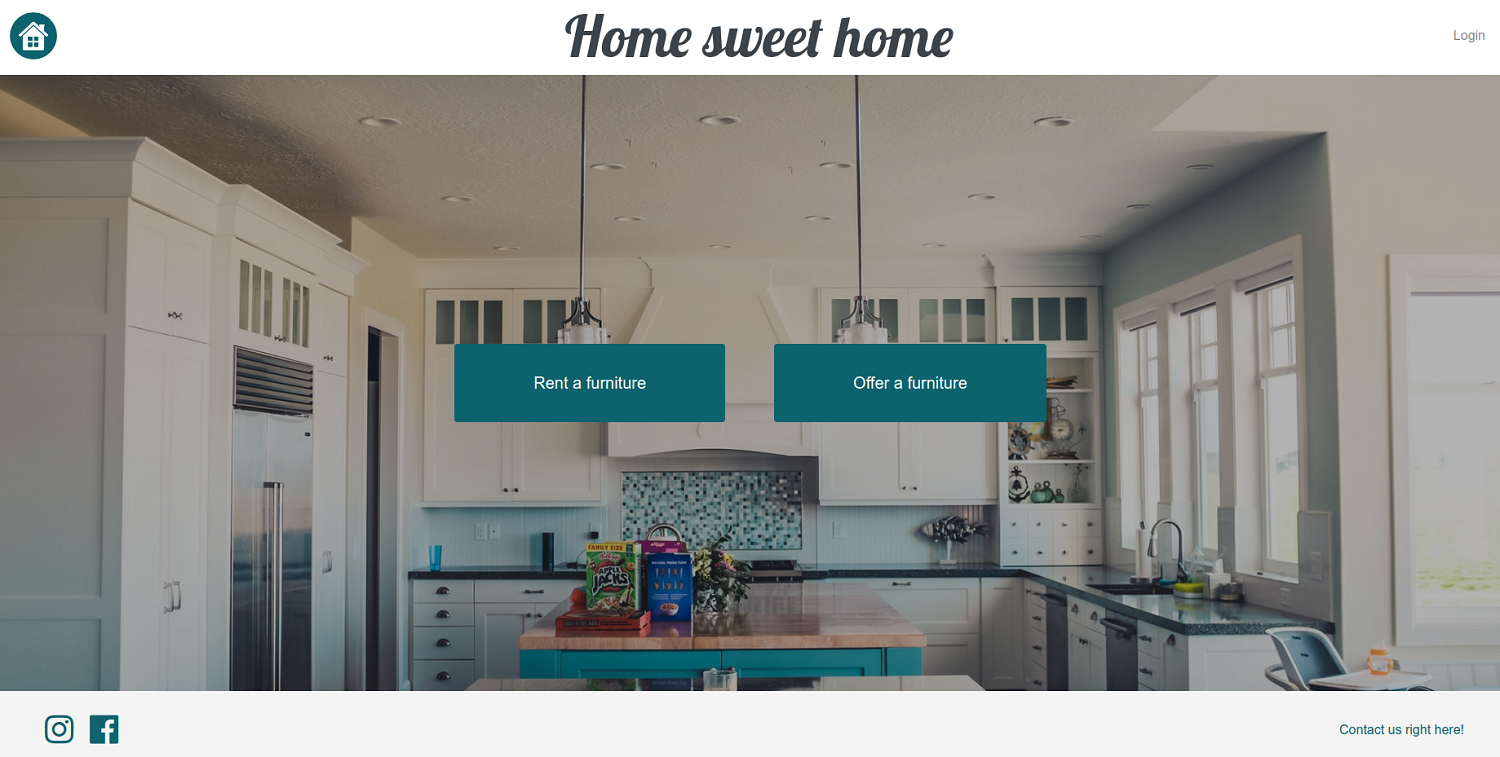 Home sweet home
Login
Rent a furniture
Offer a furniture
FAMILY SIZE
APPLE
JACKS
Contact us right here!